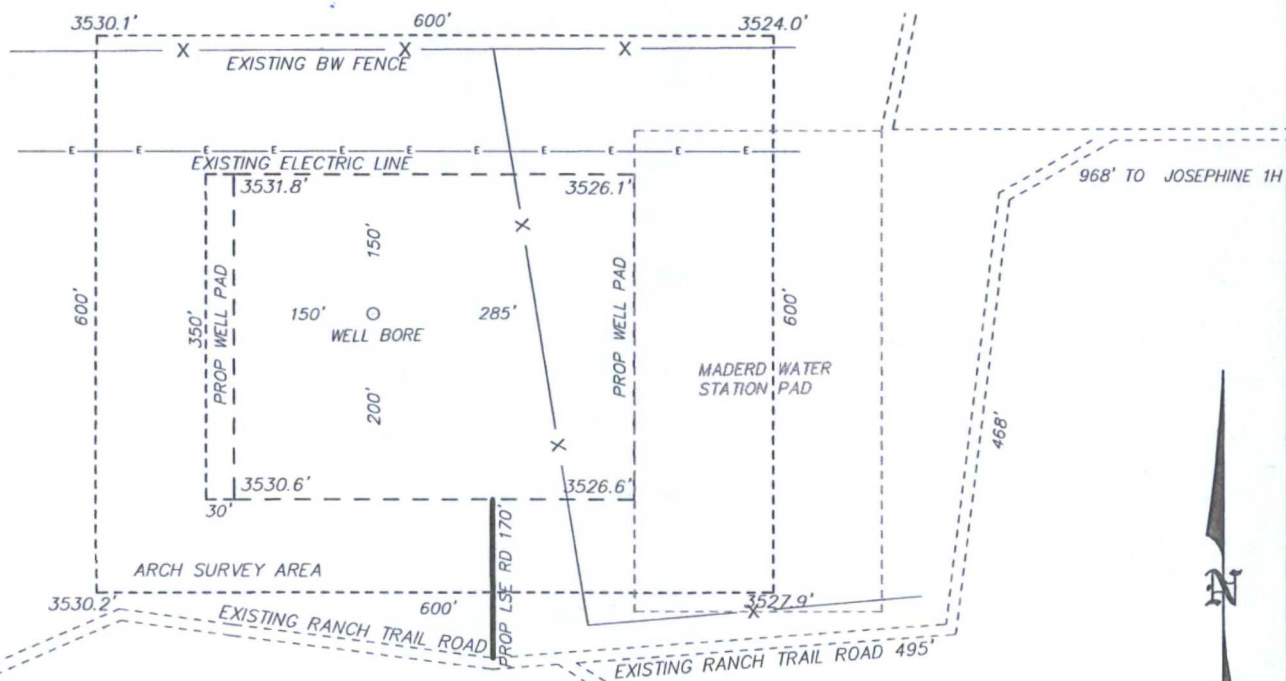 3530.1'
600'
3524.0'
X X X
EXISTING BW FENCE
E E E E E E E E E E E
EXISTING ELECTRIC LINE
968' TO JOSEPHINE 1H
3531.8'
3526.1'
X
150'
PROP WELL PAD
PROP WELL PAD
600'
350'
150'
WELL BORE
285'
600'
MADERD WATER
STATION PAD
200'
468'
X
3530.6'
3526.6'
30'
PROP LSE RD 170'
ARCH SURVEY AREA
3530.2'
600'
3527.9'
X
EXISTING RANCH TRAIL ROAD
EXISTING RANCH TRAIL ROAD 495'
N